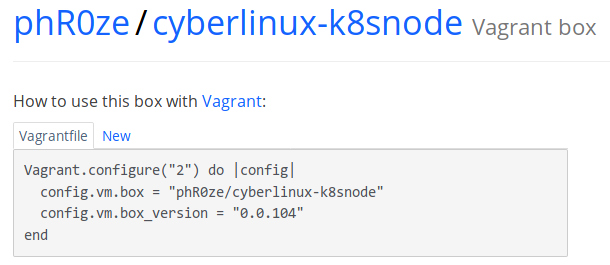 phR0ze / cyberlinux-k8snode Vagrant box
How to use this box with Vagrant:
Vagrantfile New
Vagrant.configure("2") do |config|
  config.vm.box = "phR0ze/cyberlinux-k8snode"
  config.vm.box_version = "0.0.104"
end